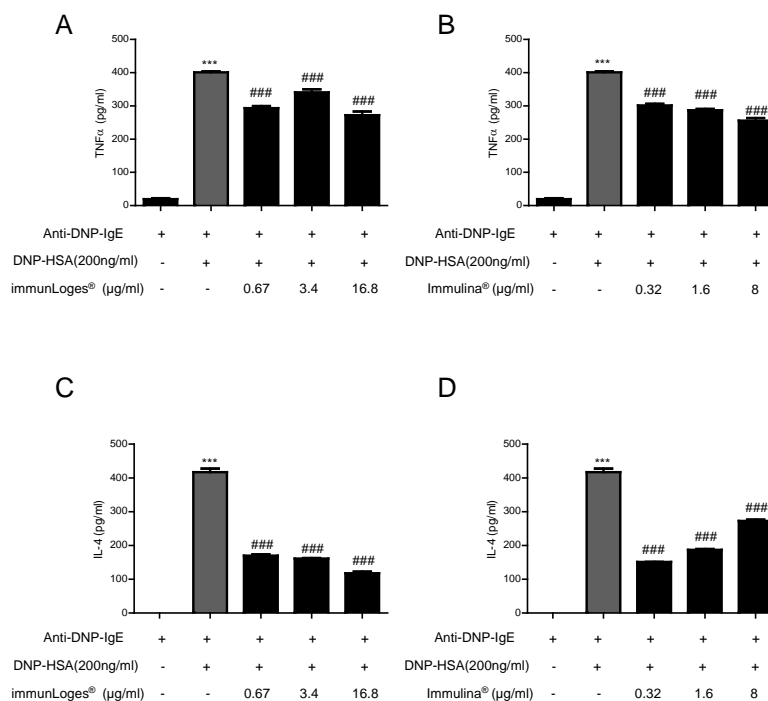 A
500
400
300
200
100
0
TNFα (pg/ml)
***
###
###
###
Anti-DNP-IgE + + + + +
DNP-HSA(200ng/ml) - + + + +
immunLoges® (µg/ml) - - 0.67 3.4 16.8
B
500
400
300
200
100
0
TNFα (pg/ml)
***
###
###
###
Anti-DNP-IgE + + + + +
DNP-HSA(200ng/ml) - + + + +
Immulina® (µg/ml) - - 0.32 1.6 8
C
500
400
300
200
100
0
IL-4 (pg/ml)
***
###
###
###
Anti-DNP-IgE + + + + +
DNP-HSA(200ng/ml) - + + + +
immunLoges® (µg/ml) - - 0.67 3.4 16.8
D
500
400
300
200
100
0
IL-4 (pg/ml)
***
###
###
###
Anti-DNP-IgE + + + + +
DNP-HSA(200ng/ml) - + + + +
Immulina® (µg/ml) - - 0.32 1.6 8